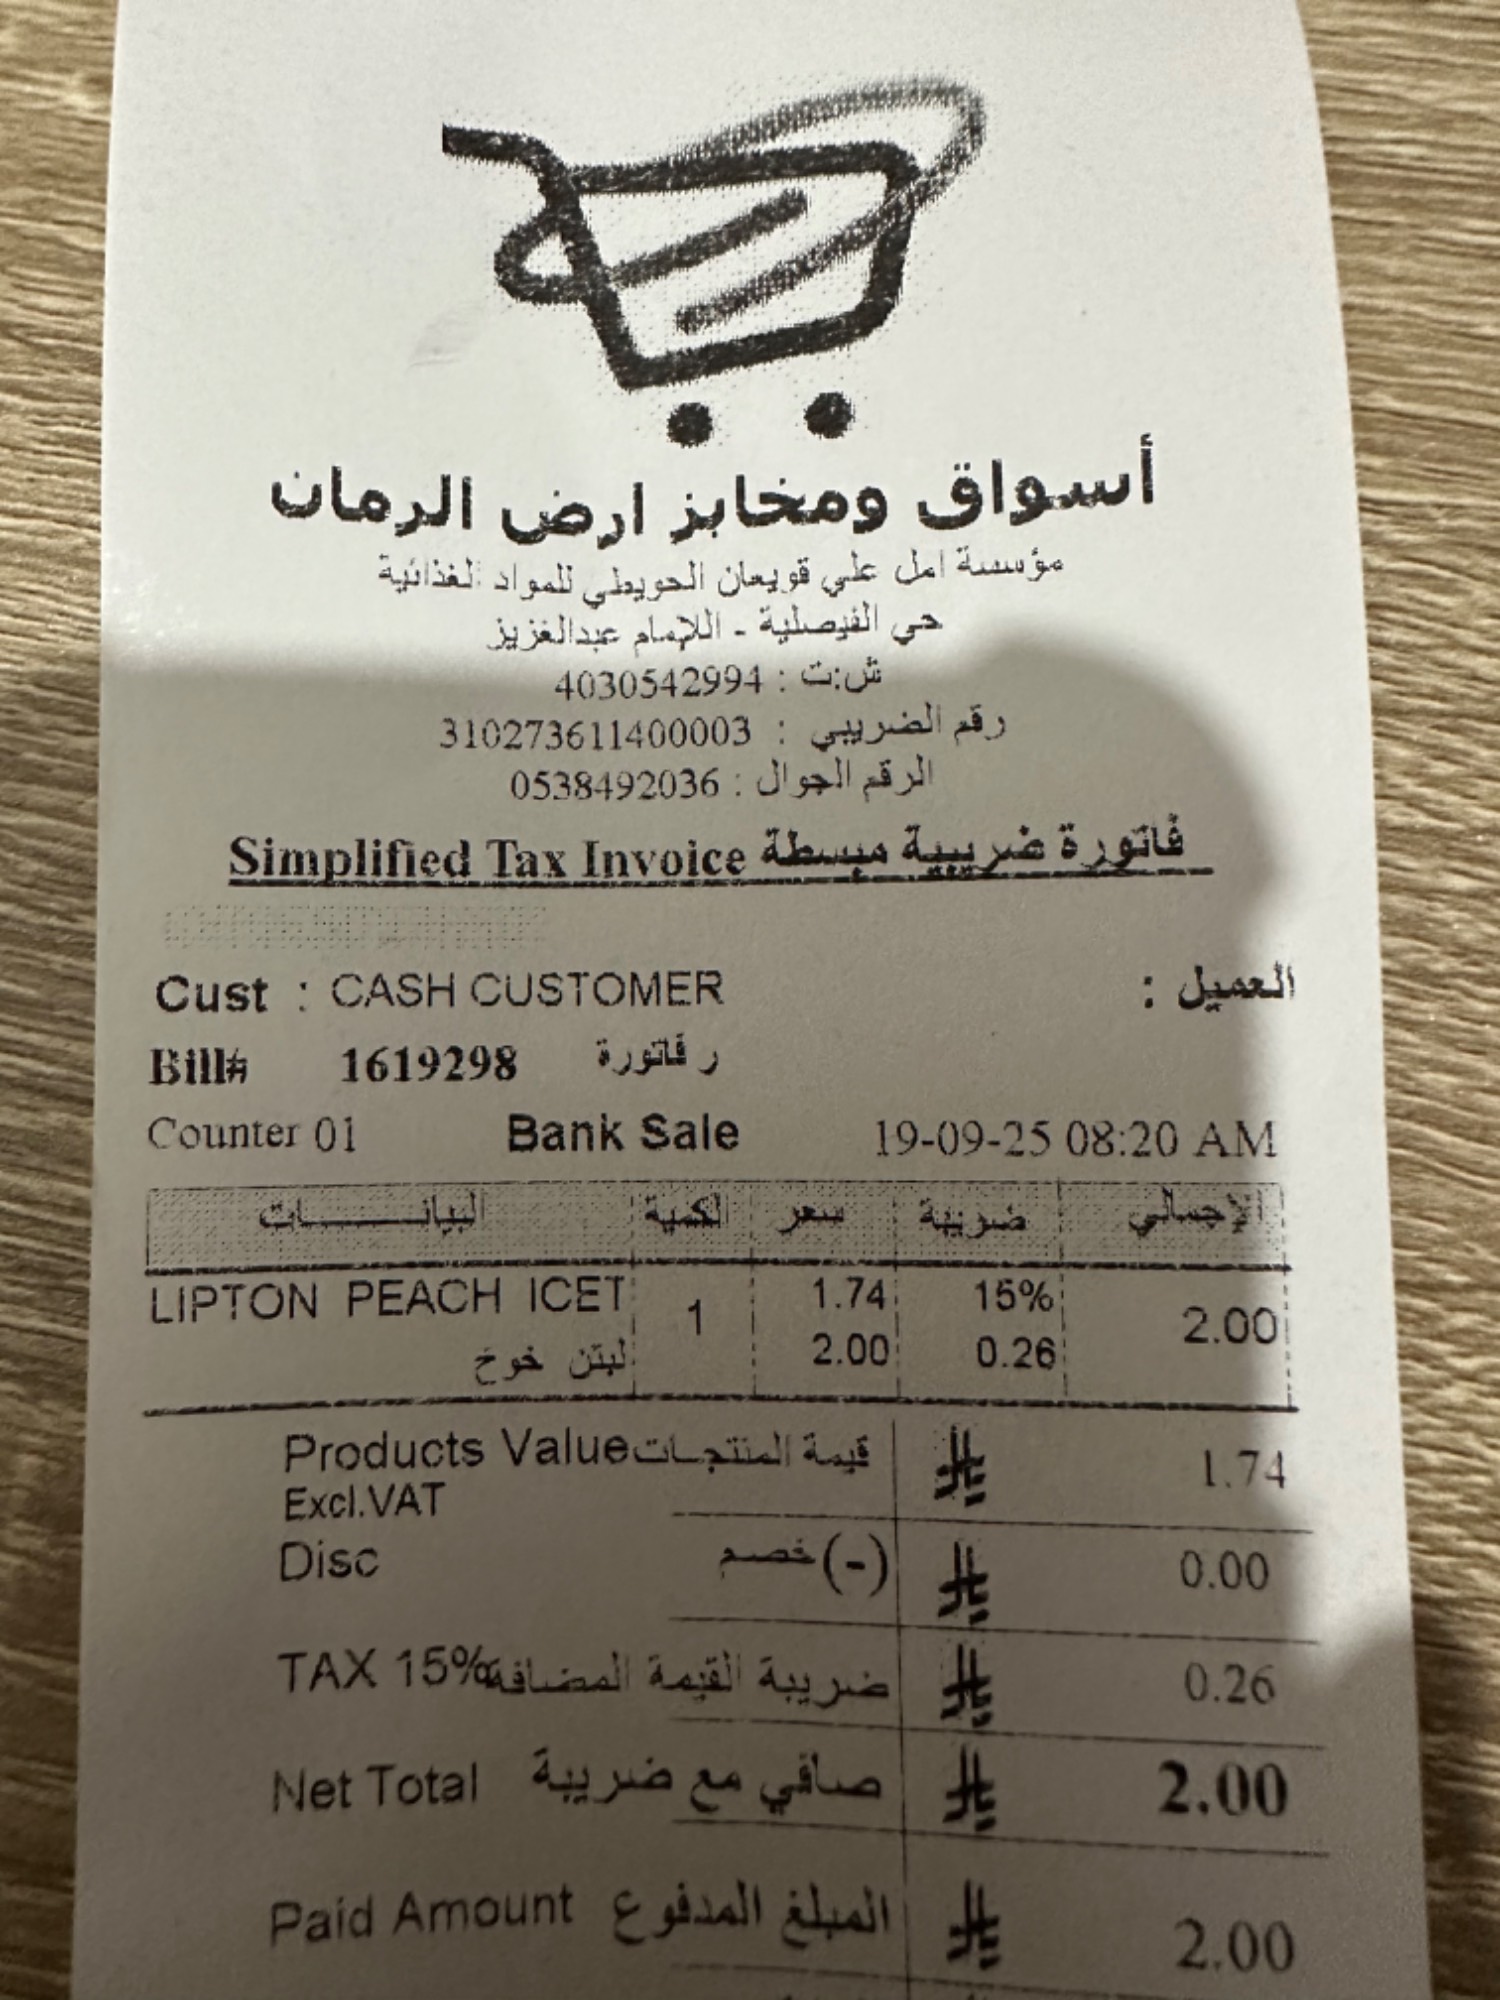 أسواق ومخابز ارض الرمان
مؤسسة امل علي قويعان الحويطي للمواد الغذائية
حي الفيصلية - اللإمام عبدالغزيز
ش:ت : 4030542994
رقم الضريبي : 310273611400003
الرقم الجوال : 0538492036
Simplified Tax Invoice فاتورة ضريبية مبسطة
Cust : CASH CUSTOMER العميل :
Bill# 1619298 ر فاتورة
Counter 01 Bank Sale 19-09-25 08:20 AM
البيانـــــــات الكمية سعر ضريبة الإجمالي
LIPTON PEACH ICET 1 1.74 15% 2.00
لبتن خوخ 2.00 0.26
Products Value قيمة المنتجـات 1.74
Excl.VAT
Disc خصم(-) 0.00
TAX 15% ضريبة القيمة المضافة 0.26
Net Total صافي مع ضريبة 2.00
Paid Amount المبلغ المدفوع 2.00